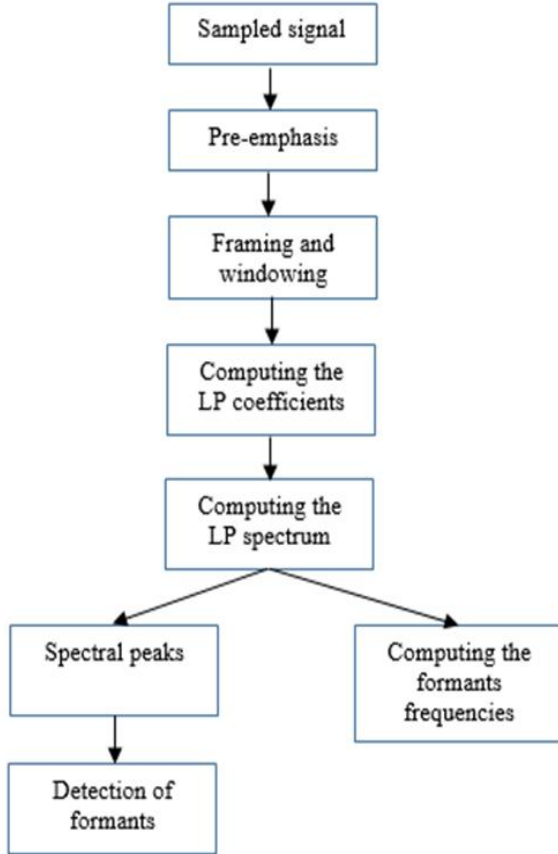 Sampled signal
Pre-emphasis
Framing and
windowing
Computing the
LP coefficients
Computing the
LP spectrum
Spectral peaks
Computing the
formants
frequencies
Detection of
formants